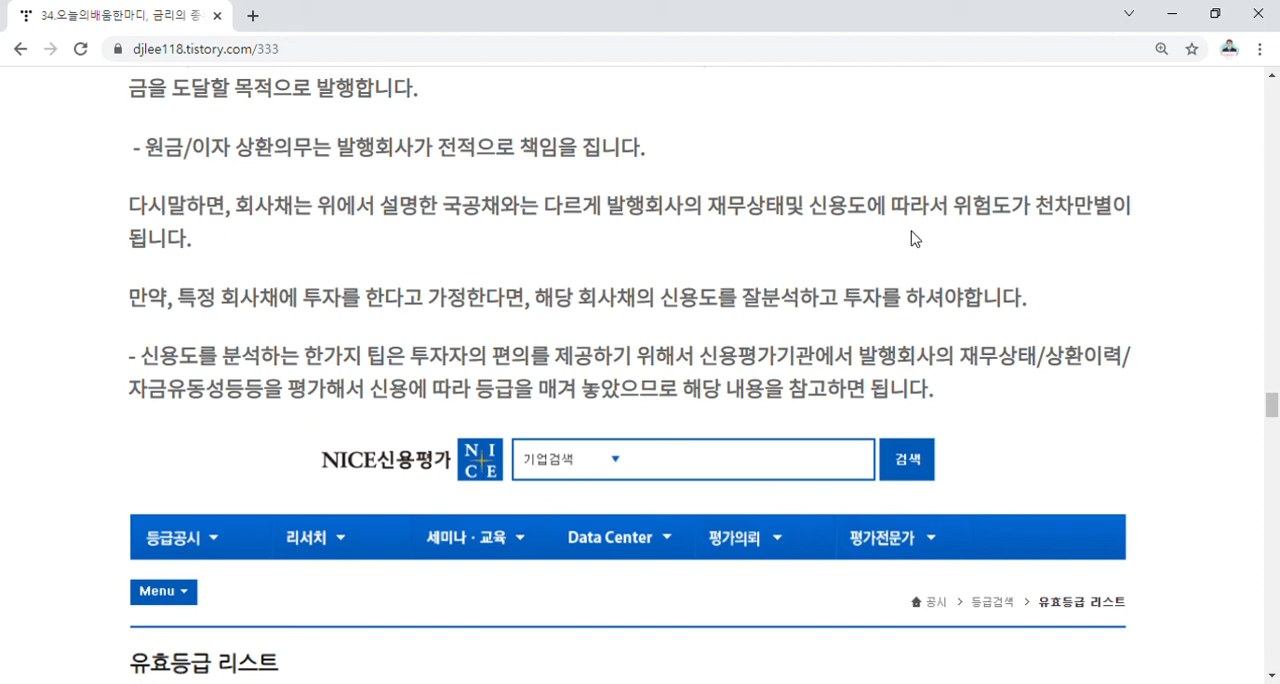 34.오늘의배움한마디, 금리의 종
djlee118.tistory.com/333
금을 도달할 목적으로 발행합니다.
- 원금/이자 상환의무는 발행회사가 전적으로 책임을 집니다.
다시말하면, 회사채는 위에서 설명한 국공채와는 다르게 발행회사의 재무상태및 신용도에 따라서 위험도가 천차만별이
됩니다.
만약, 특정 회사채에 투자를 한다고 가정한다면, 해당 회사채의 신용도를 잘분석하고 투자를 하셔야합니다.
- 신용도를 분석하는 한가지 팁은 투자자의 편의를 제공하기 위해서 신용평가기관에서 발행회사의 재무상태/상환이력/
자금유동성등등을 평가해서 신용에 따라 등급을 매겨 놓았으므로 해당 내용을 참고하면 됩니다.
NICE신용평가 NICE 기업검색 검색
등급공시 리서치 세미나 · 교육 Data Center 평가의뢰 평가전문가
Menu
공시 > 등급검색 > 유효등급 리스트
유효등급 리스트